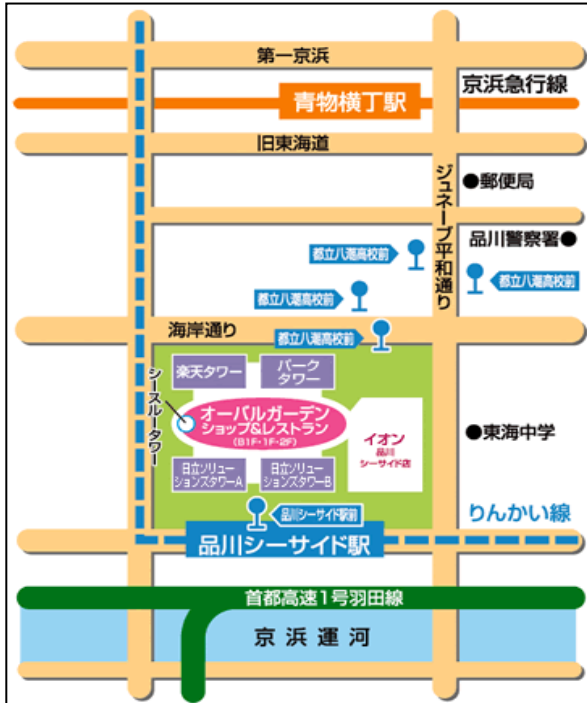 第一京浜
京浜急行線
青物横丁駅
旧東海道
ジュネーブ平和通り
●郵便局
品川警察署●
都立八潮高校前
都立八潮高校前
都立八潮高校前
海岸通り
都立八潮高校前
シースルータワー
楽天タワー
パーク
タワー
オーバルガーデン
ショップ&レストラン
(B1F・1F・2F)
イオン
品川
シーサイド店
●東海中学
日立ソリュー
ションズタワーA
日立ソリュー
ションズタワーB
品川シーサイド駅前
りんかい線
品川シーサイド駅
首都高速1号羽田線
京浜運河